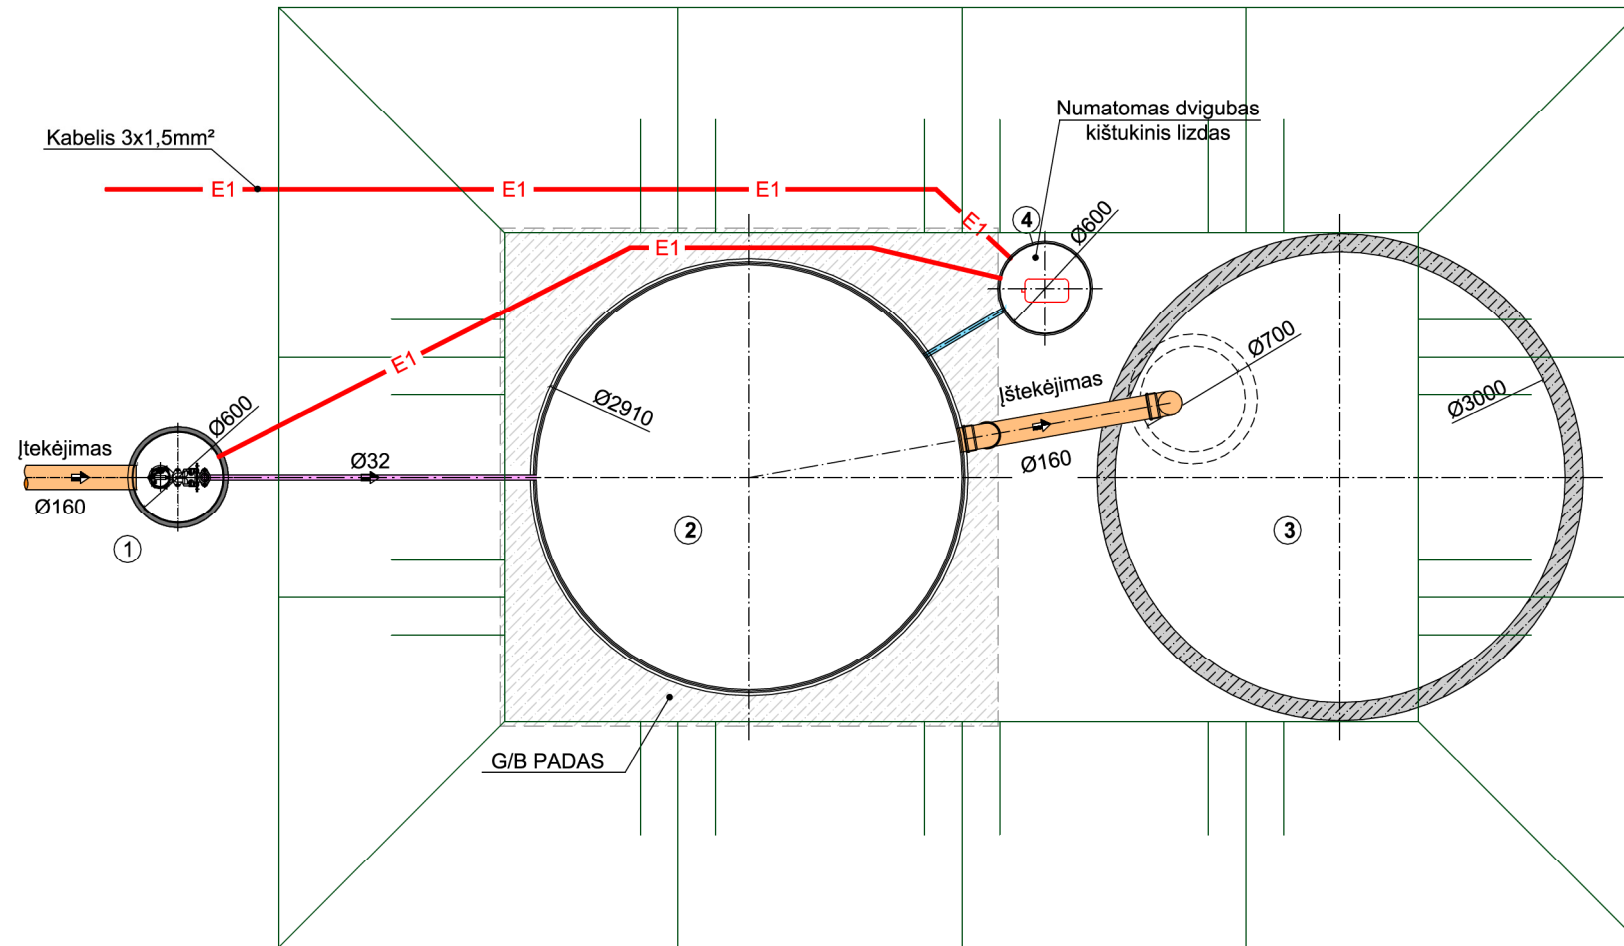 Numatomas dvigubas
kištukinis lizdas
Kabelis 3x1,5mm²
E1
E1
E1
E1
4
Ø600
E1
E1
Ø700
Įštekėjimas
Ø2910
Ø3000
Ø600
Įtekėjimas
Ø32
Ø160
Ø160
1
2
3
G/B PADAS